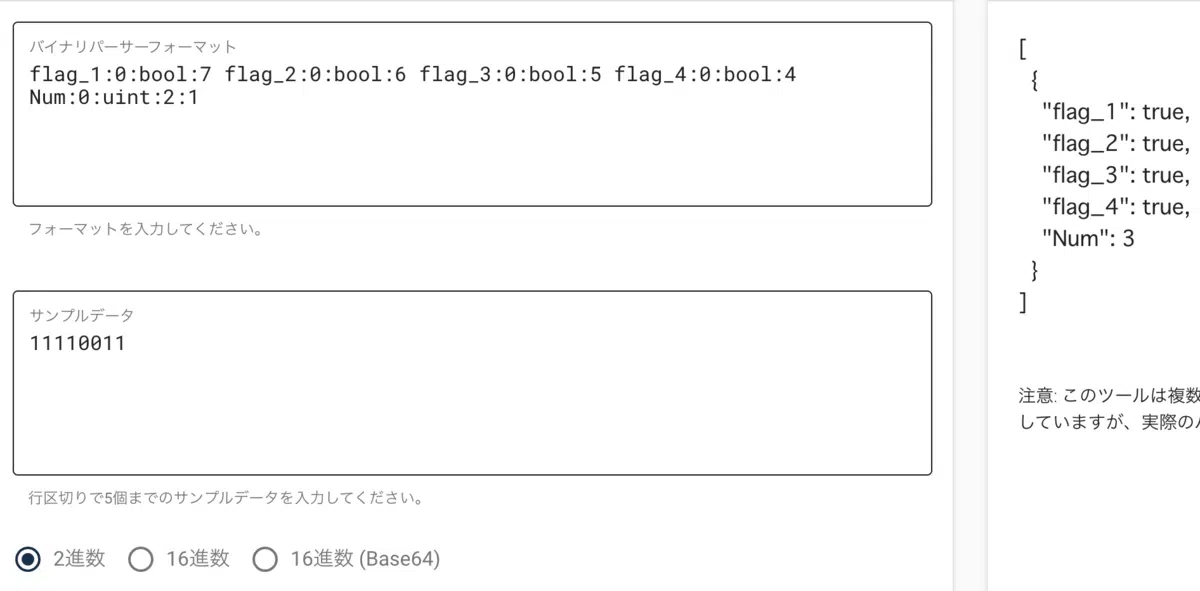 バイナリパーサーフォーマット
flag_1:0:bool:7 flag_2:0:bool:6 flag_3:0:bool:5 flag_4:0:bool:4
Num:0:uint:2:1
フォーマットを入力してください。
サンプルデータ
11110011
行区切りで5個までのサンプルデータを入力してください。
2進数 16進数 16進数 (Base64)
[
{
"flag_1": true,
"flag_2": true,
"flag_3": true,
"flag_4": true,
"Num": 3
}
]
注意: このツールは複数
していますが、実際の